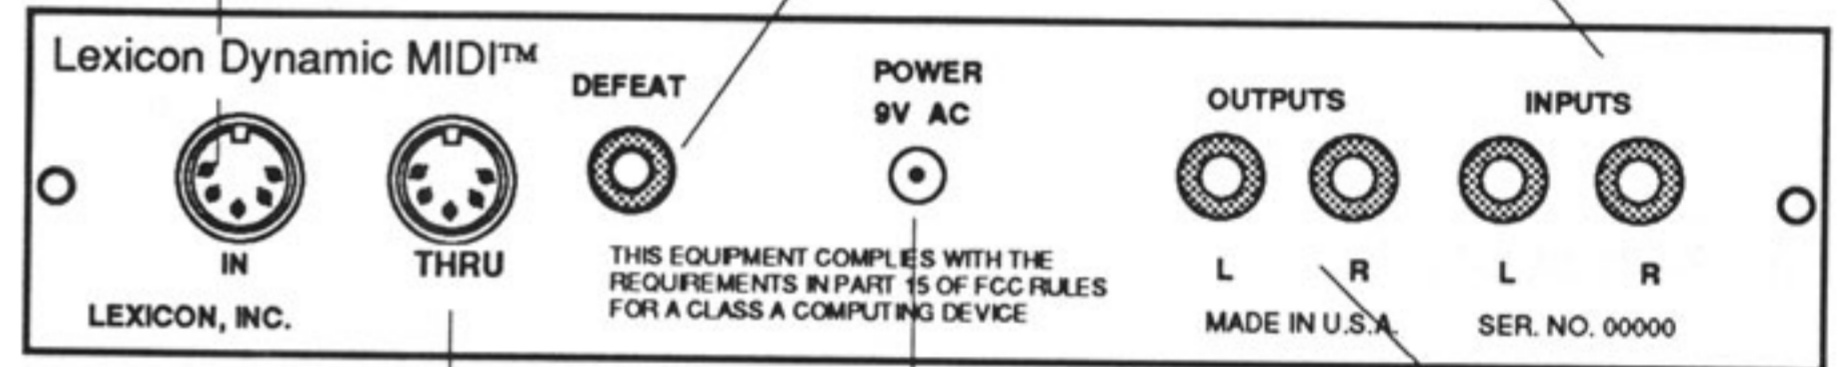 Lexicon Dynamic MIDI™
DEFEAT
POWER
9V AC
OUTPUTS
INPUTS
IN
THRU
L
R
L
R
THIS EQUIPMENT COMPLIES WITH THE
REQUIREMENTS IN PART 15 OF FCC RULES
FOR A CLASS A COMPUTING DEVICE
LEXICON, INC.
MADE IN U.S.A.
SER. NO. 00000